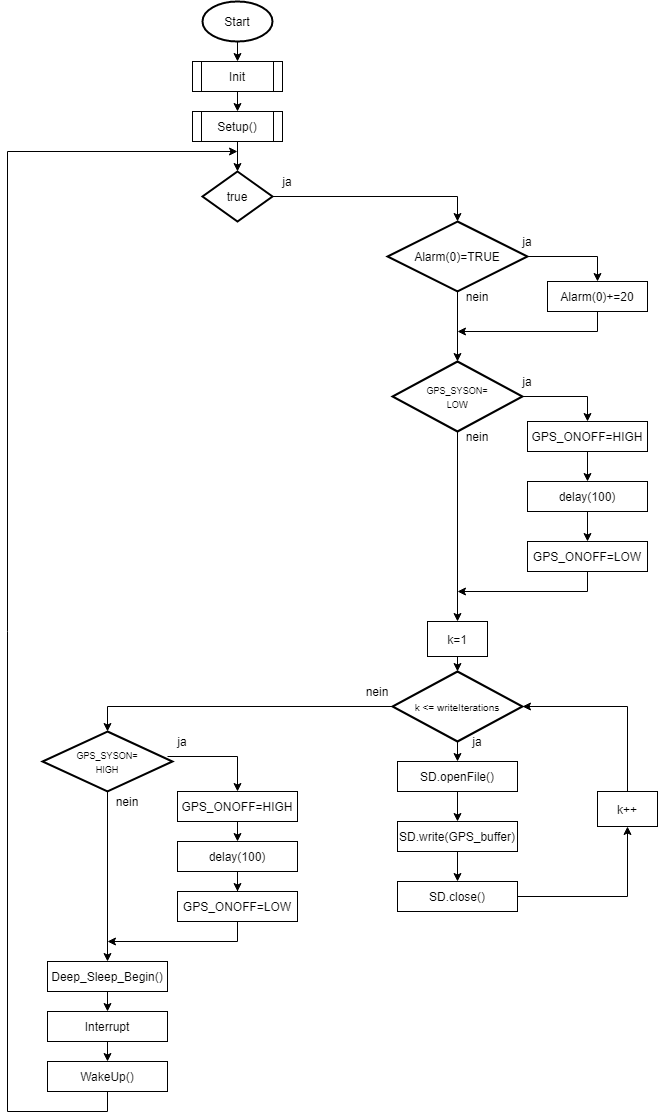 Start
Init
Setup()
true
ja
Alarm(0)=TRUE
ja
nein
Alarm(0)+=20
GPS_SYSON=
LOW
ja
nein
GPS_ONOFF=HIGH
delay(100)
GPS_ONOFF=LOW
k=1
k <= writeIterations
nein
ja
SD.openFile()
SD.write(GPS_buffer)
SD.close()
k++
GPS_SYSON=
HIGH
ja
nein
GPS_ONOFF=HIGH
delay(100)
GPS_ONOFF=LOW
Deep_Sleep_Begin()
Interrupt
WakeUp()